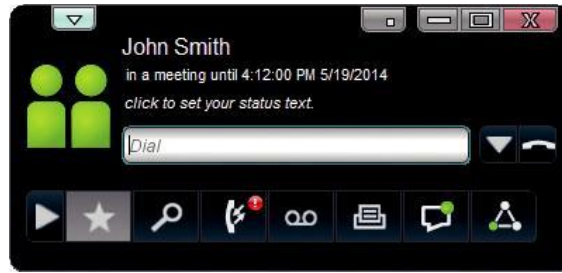 John Smith
in a meeting until 4:12:00 PM 5/19/2014
click to set your status text.
Dial